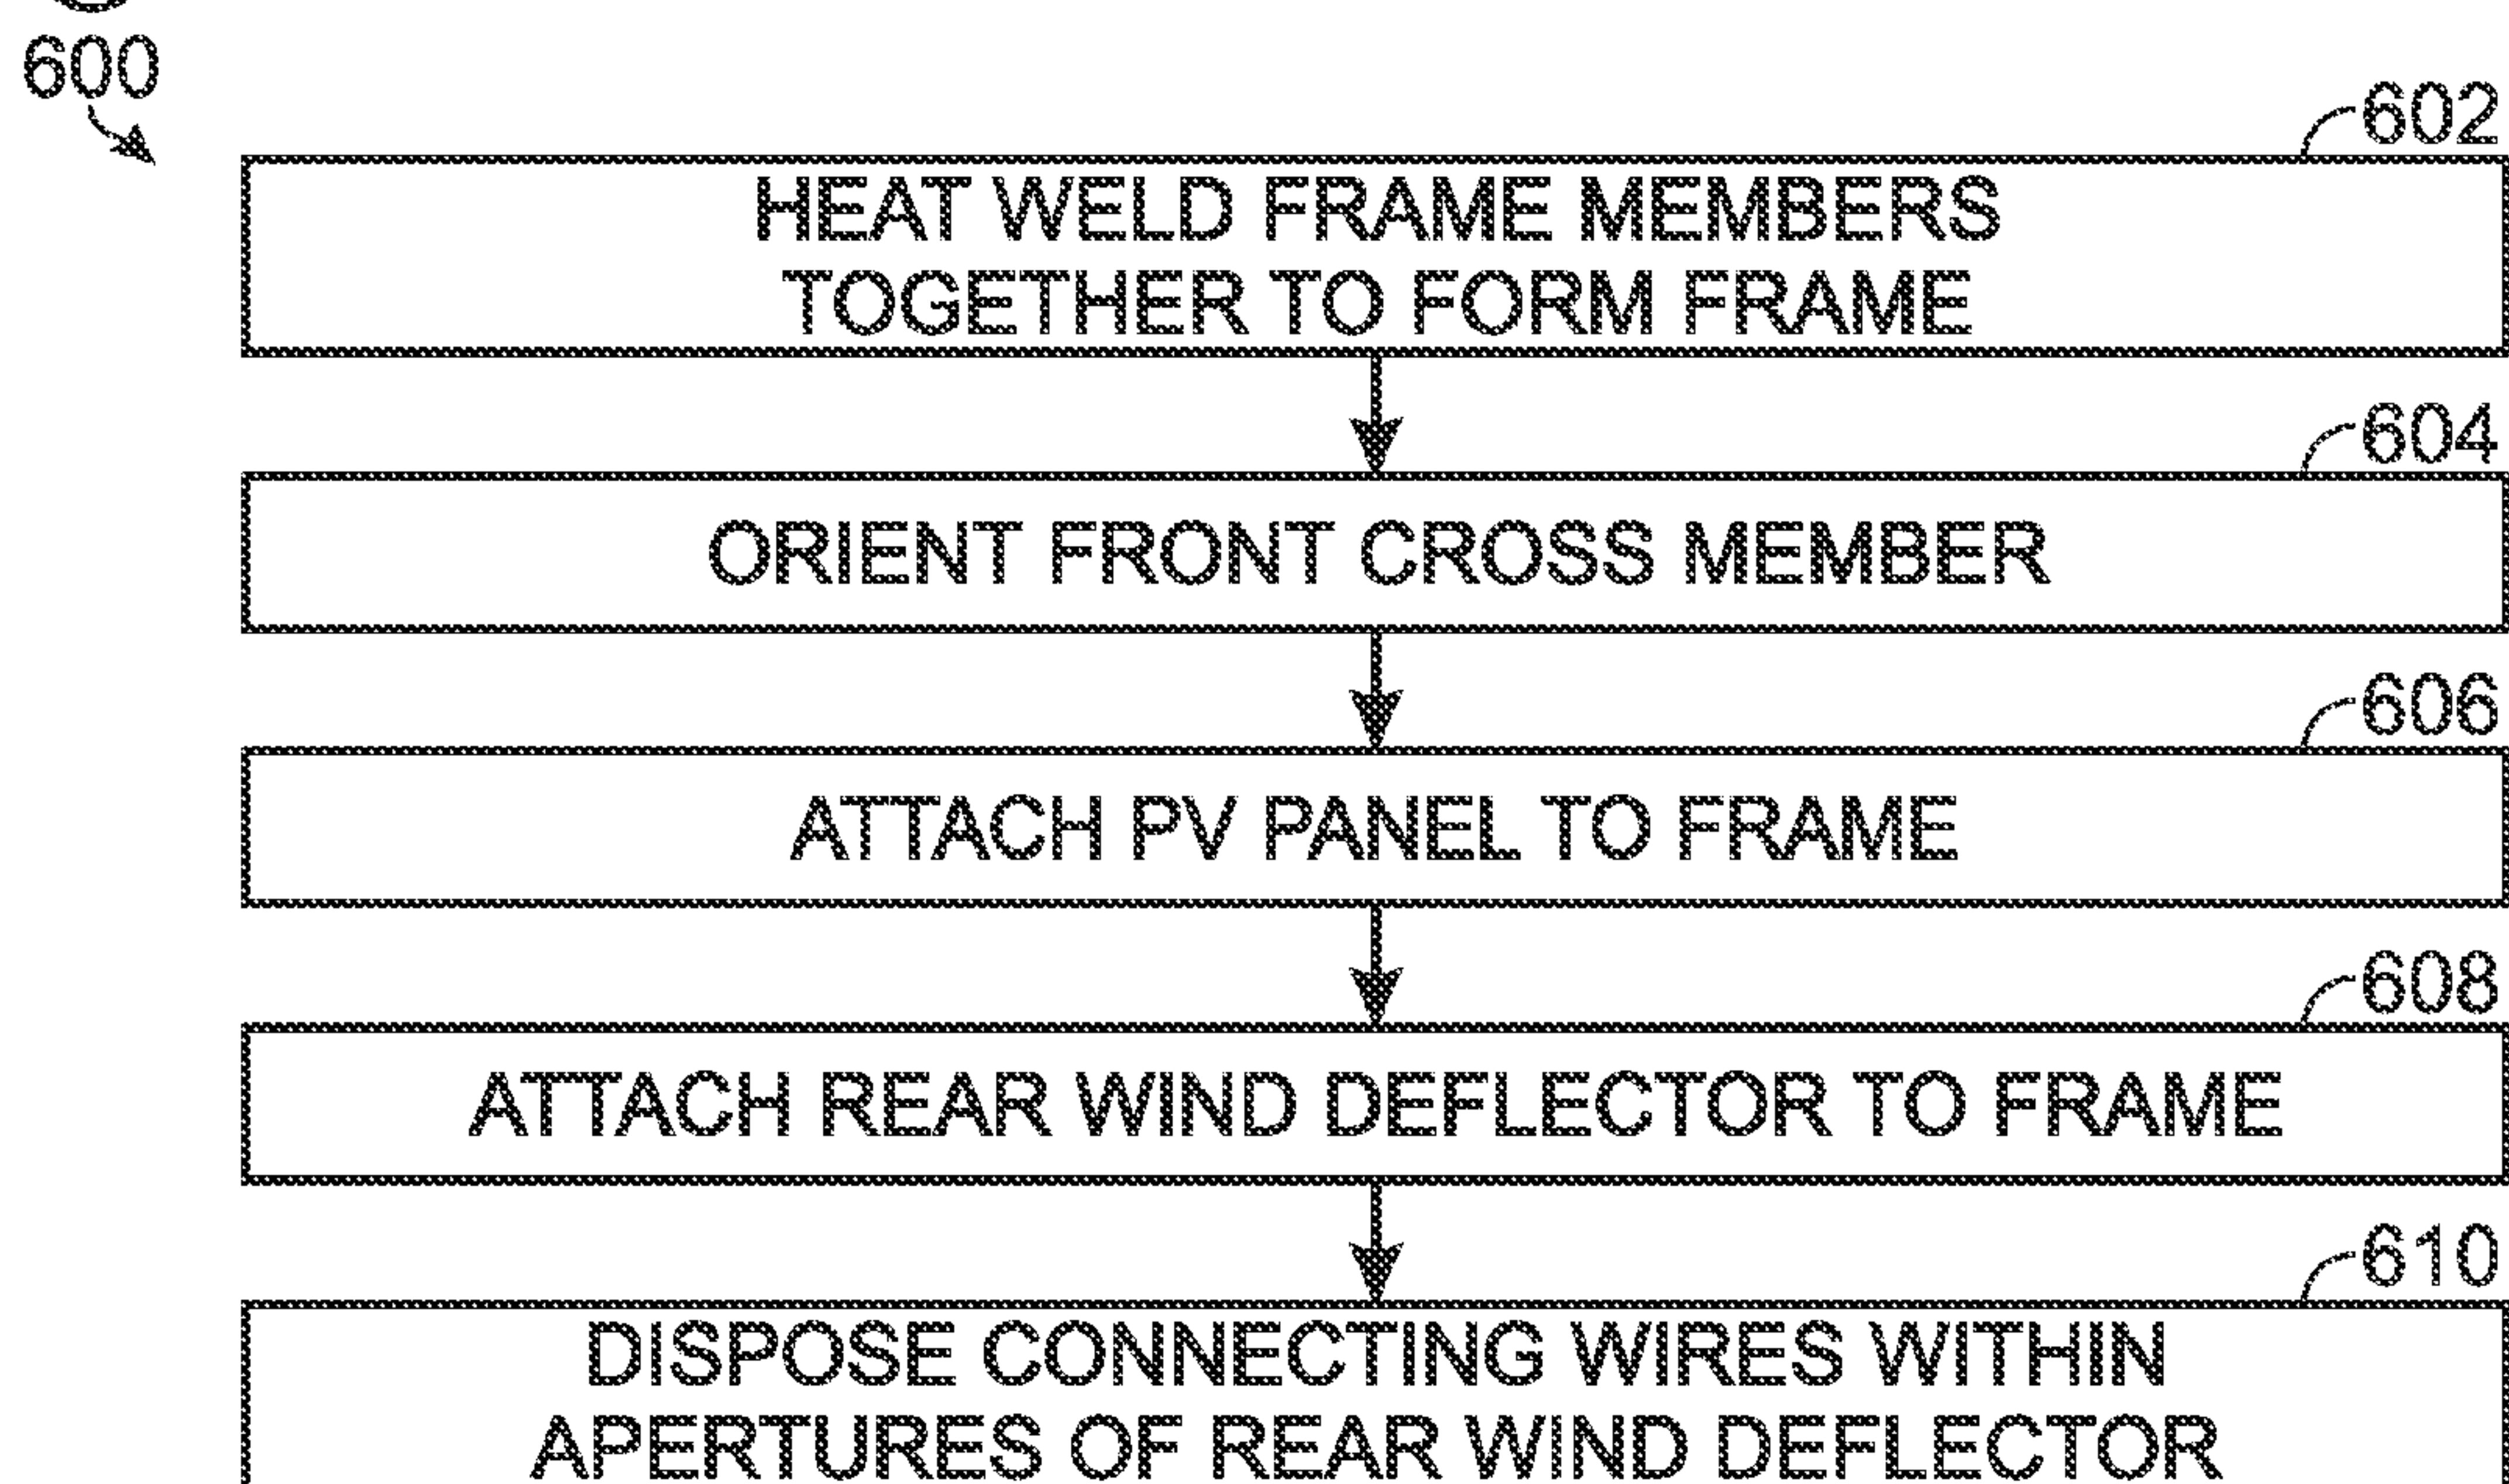 600
602
HEAT WELD FRAME MEMBERS
TOGETHER TO FORM FRAME
604
ORIENT FRONT CROSS MEMBER
606
ATTACH PV PANEL TO FRAME
608
ATTACH REAR WIND DEFLECTOR TO FRAME
610
DISPOSE CONNECTING WIRES WITHIN
APERTURES OF REAR WIND DEFLECTOR